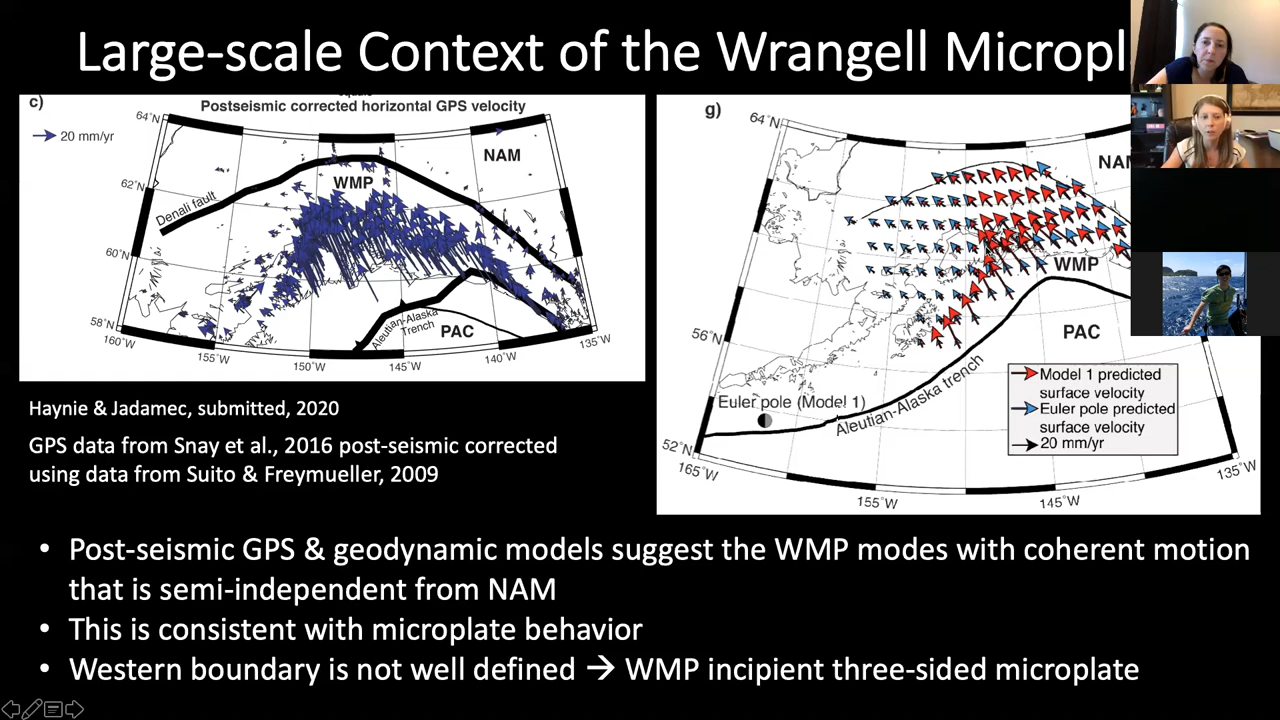 Large-scale Context of the Wrangell Micropl
c)
Postseismic corrected horizontal GPS velocity
20 mm/yr
64°N
62°N
60°N
58°N
160°W
155°W
150°W
145°W
140°W
135°W
NAM
WMP
Denali fault
Aleutian-Alaska
Trench
PAC
g)
64°N
56°N
52°N
165°W
155°W
145°W
135°W
NAM
WMP
PAC
Euler pole (Model 1)
Aleutian-Alaska trench
Model 1 predicted
surface velocity
Euler pole predicted
surface velocity
20 mm/yr
Haynie & Jadamec, submitted, 2020
GPS data from Snay et al., 2016 post-seismic corrected
using data from Suito & Freymueller, 2009
• Post-seismic GPS & geodynamic models suggest the WMP modes with coherent motion
that is semi-independent from NAM
• This is consistent with microplate behavior
• Western boundary is not well defined → WMP incipient three-sided microplate